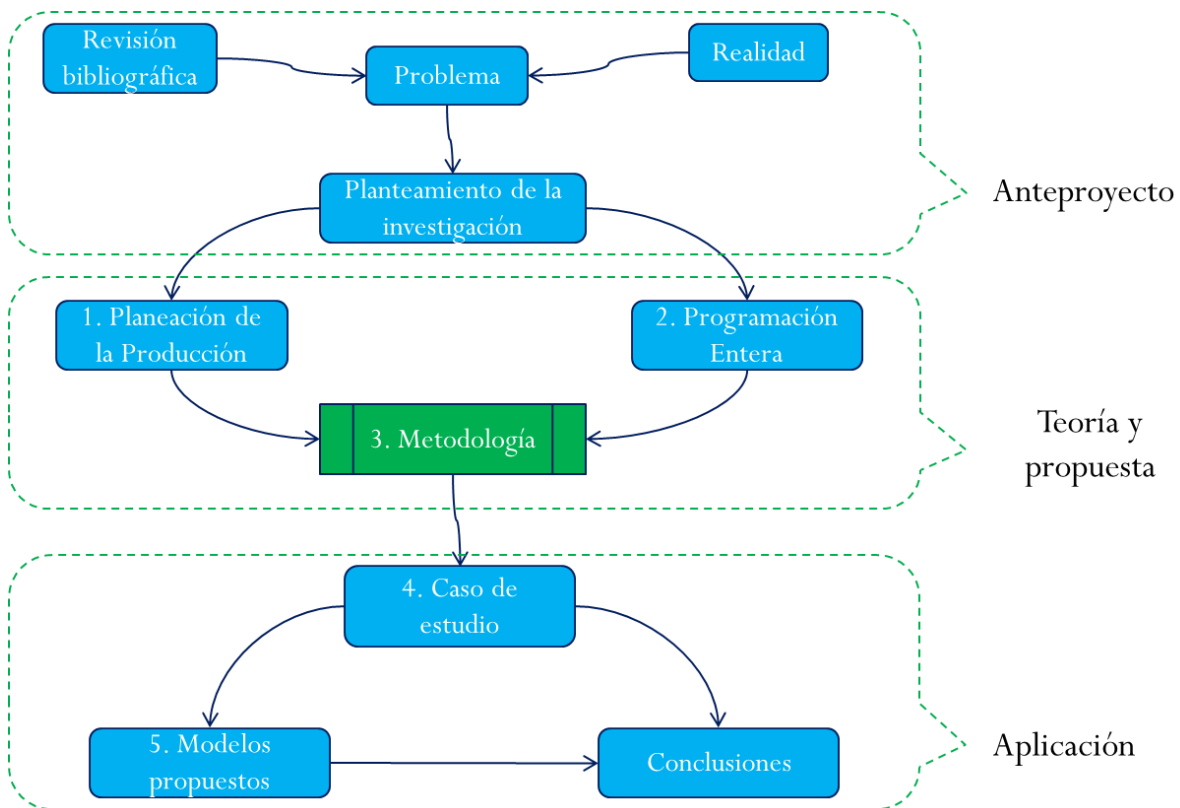 Revisión
bibliográfica
Problema
Realidad
Planteamiento de la
investigación
Anteproyecto
1. Planeación de
la Producción
2. Programación
Entera
3. Metodología
Teoría y
propuesta
4. Caso de
estudio
5. Modelos
propuestos
Conclusiones
Aplicación